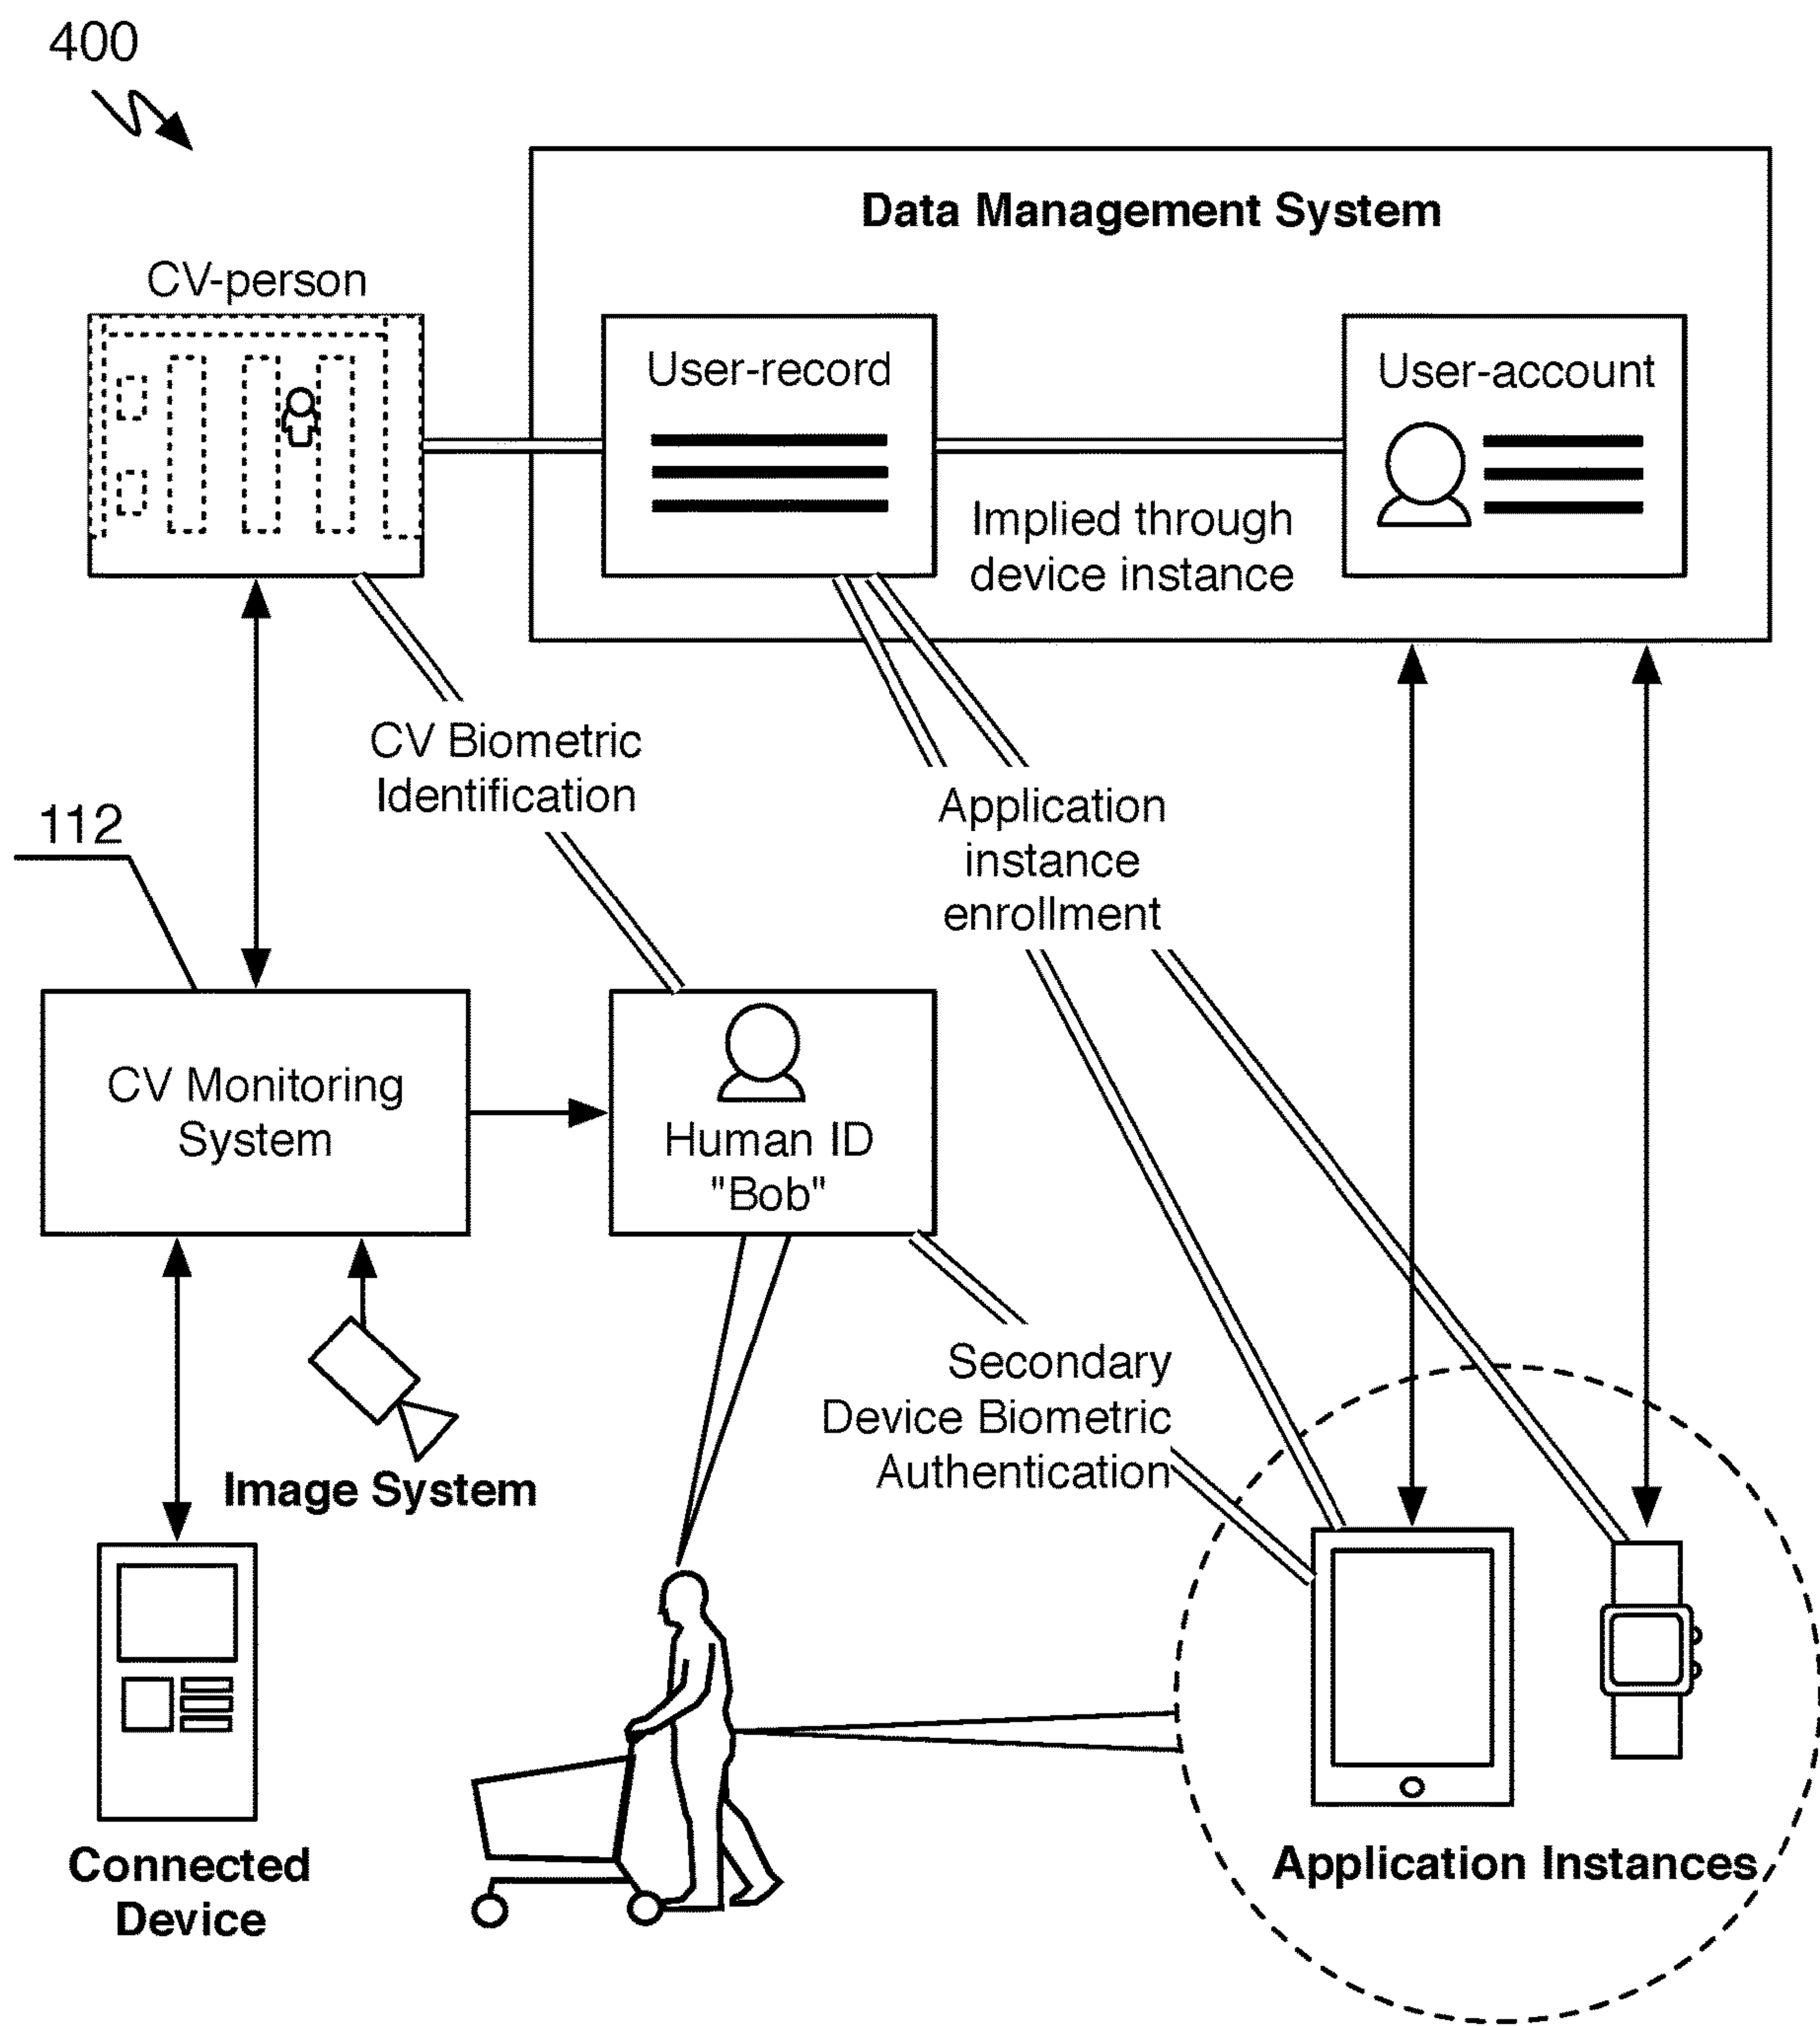 400
Data Management System
CV-person
User-record
User-account
Implied through
device instance
CV Biometric
Identification
Application
instance
enrollment
112
CV Monitoring
System
Human ID
"Bob"
Secondary
Device Biometric
Authentication
Image System
Connected
Device
Application Instances